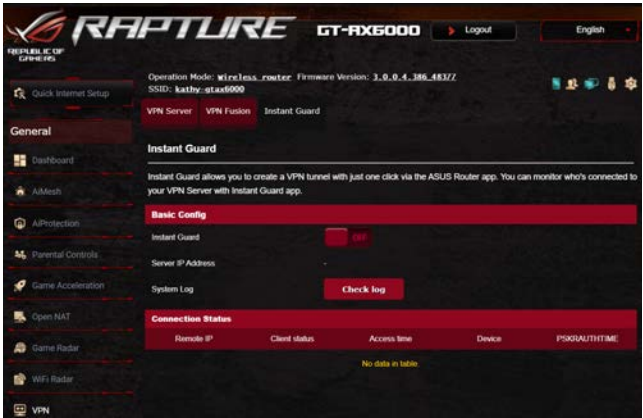 REPUBLIC OF
GAMERS
RAPTURE
GT-AX6000
Logout
English
Quick Internet Setup
General
Dashboard
AiMesh
AiProtection
Parental Controls
Game Acceleration
Open NAT
Game Radar
WiFi Radar
VPN
Operation Mode: Wireless router Firmware Version: 3.0.0.4.386_48377
SSID: kathy-gtax6000
VPN Server VPN Fusion Instant Guard
Instant Guard
Instant Guard allows you to create a VPN tunnel with just one click via the ASUS Router app. You can monitor who's connected to
your VPN Server with Instant Guard app.
Basic Config
Instant Guard OFF
Server IP Address -
System Log Check log
Connection Status
Remote IP Client status Access time Device PSKRAUTHTIME
No data in table